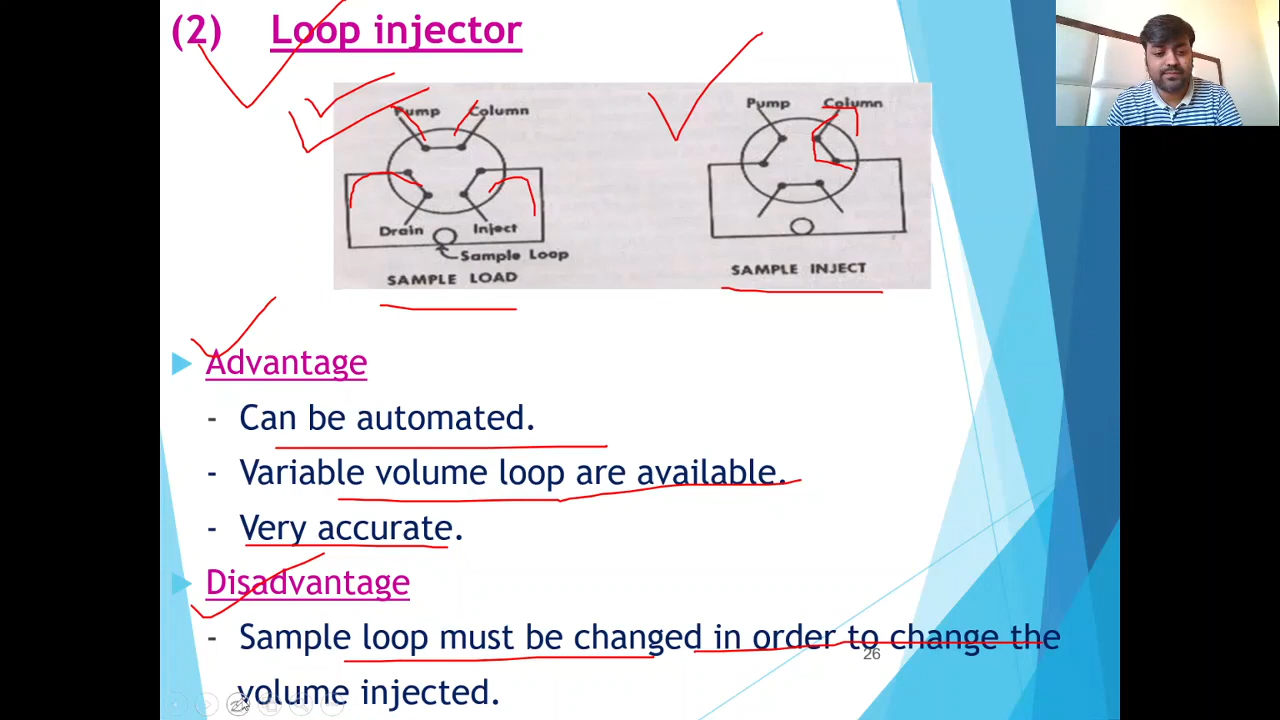 (2) Loop injector
Pump Column
Drain Inject
Sample Loop
SAMPLE LOAD
Pump Column
SAMPLE INJECT
Advantage
- Can be automated.
- Variable volume loop are available.
- Very accurate.
Disadvantage
- Sample loop must be changed in order to change the
volume injected.
26